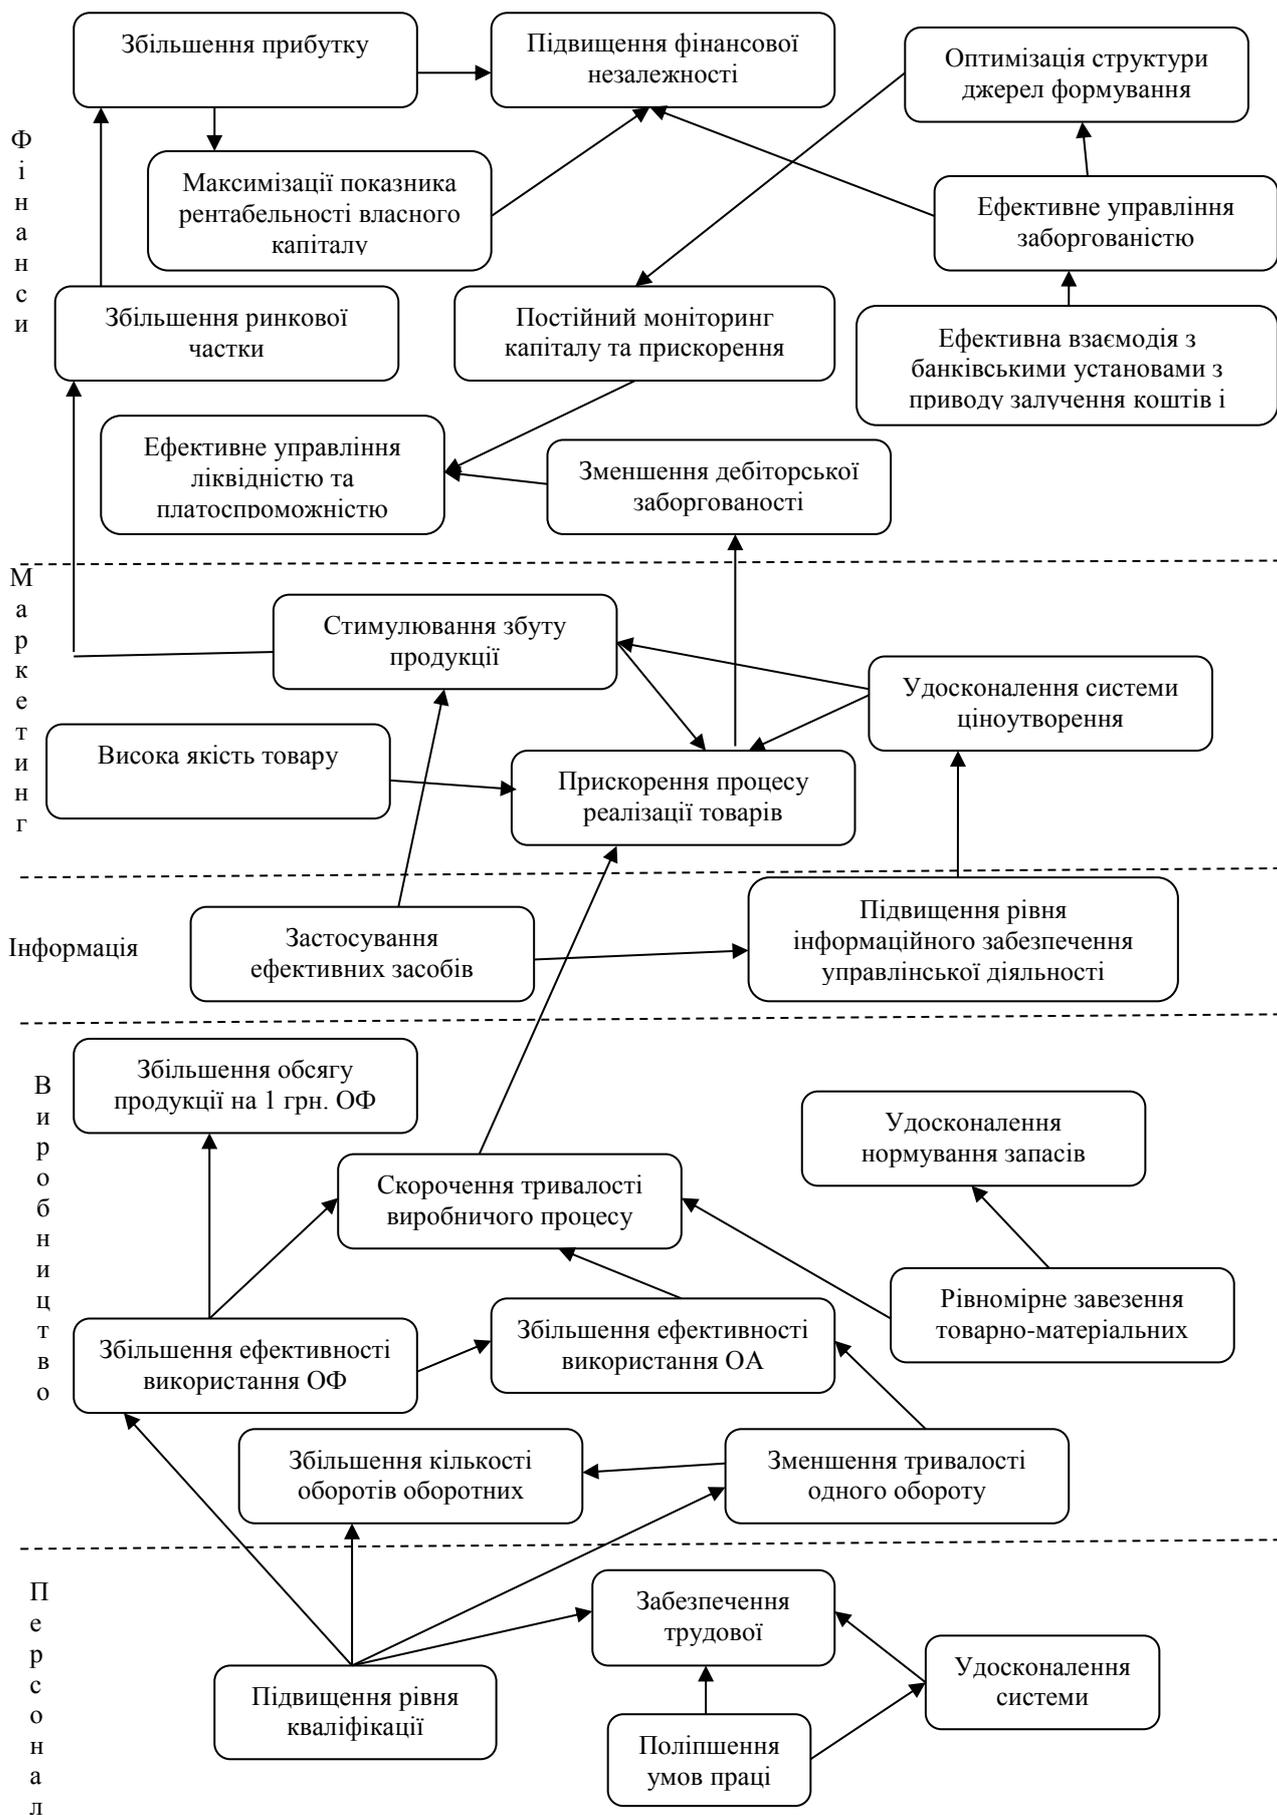 Збільшення прибутку
Підвищення фінансової
незалежності
Оптимізація структури
джерел формування
Фінанси
Максимізації показника
рентабельності власного
капіталу
Ефективне управління
заборгованістю
Збільшення ринкової
частки
Постійний моніторинг
капіталу та прискорення
Ефективна взаємодія з
банківськими установами з
приводу залучення коштів і
Ефективне управління
ліквідністю та
платоспроможністю
Зменшення дебіторської
заборгованості
Маркетинг
Стимулювання збуту
продукції
Удосконалення системи
ціноутворення
Висока якість товару
Прискорення процесу
реалізації товарів
Інформація
Застосування
ефективних засобів
Підвищення рівня
інформаційного забезпечення
управлінської діяльності
Виробництво
Збільшення обсягу
продукції на 1 грн. ОФ
Удосконалення
нормування запасів
Скорочення тривалості
виробничого процесу
Рівномірне завезення
товарно-матеріальних
Збільшення ефективності
використання ОФ
Збільшення ефективності
використання ОА
Збільшення кількості
оборотів оборотних
Зменшення тривалості
одного обороту
Персонал
Забезпечення
трудової
Підвищення рівня
кваліфікації
Удосконалення
системи
Поліпшення
умов праці